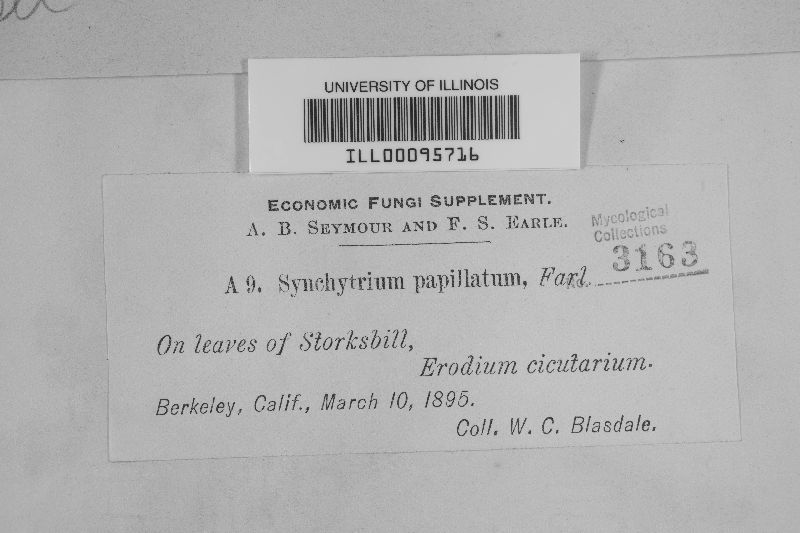 UNIVERSITY OF ILLINOIS
ILL00095716
ECONOMIC FUNGI SUPPLEMENT.
A. B. SEYMOUR AND F. S. EARLE.
Mycological
Collections
No. 3163
A 9. Synchytrium papillatum, Farl.
On leaves of Storksbill,
Erodium cicutarium.
Berkeley, Calif., March 10, 1895.
Coll. W. C. Blasdale.